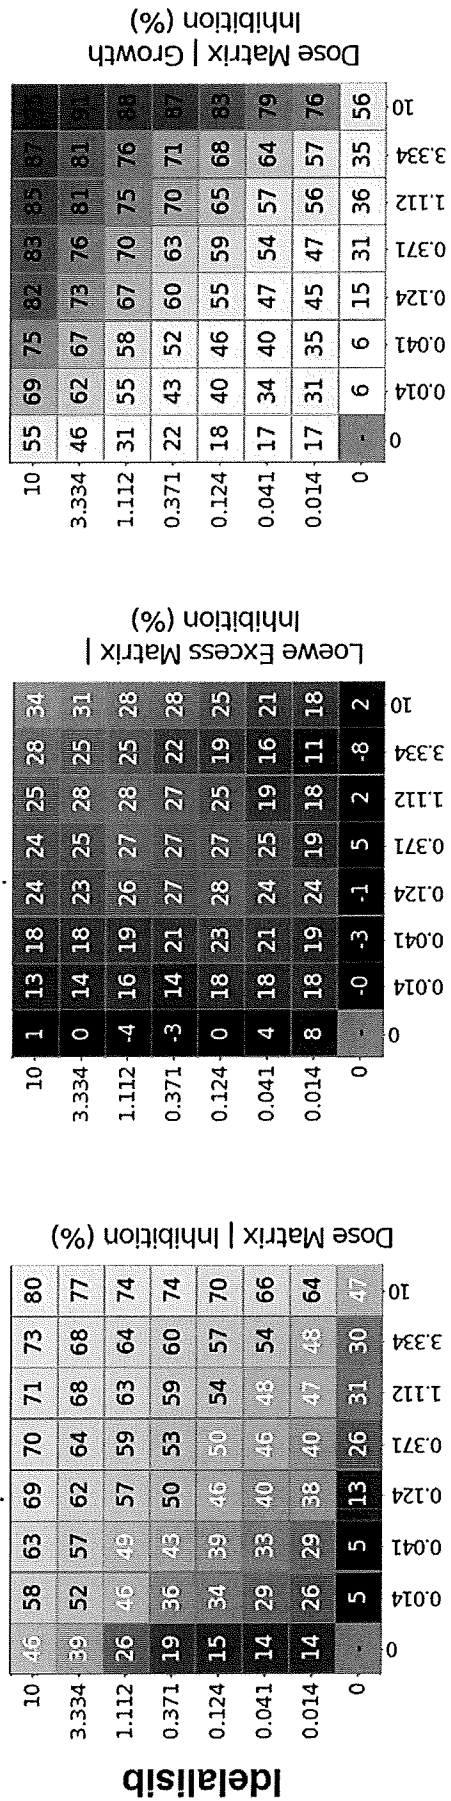 Idelalisib
Dose Matrix | Inhibition (%)
10 46 58 63 69 70 71 73 80
3.334 39 52 57 62 64 68 68 77
1.112 26 46 49 57 59 63 64 74
0.371 19 36 43 50 53 59 60 74
0.124 15 34 39 46 50 54 57 70
0.041 14 29 33 40 46 48 54 66
0.014 14 26 29 38 40 47 48 64
0 - 5 5 13 26 31 30 47
0 0.014 0.041 0.124 0.371 1.112 3.334 10
Loewe Excess Matrix |
Inhibition (%)
10 1 13 18 24 24 25 28 34
3.334 0 14 18 23 25 28 25 31
1.112 -4 16 19 26 27 28 25 28
0.371 -3 14 21 27 27 27 22 28
0.124 0 18 23 28 27 25 19 25
0.041 4 18 21 24 25 19 16 21
0.014 8 18 19 24 19 18 11 18
0 - -0 -3 -1 5 2 -8 2
0 0.014 0.041 0.124 0.371 1.112 3.334 10
Dose Matrix | Growth
Inhibition (%)
10 55 69 75 82 83 85 87
3.334 46 62 67 73 76 81 81 91
1.112 31 55 58 67 70 75 76 88
0.371 22 43 52 60 63 70 71 87
0.124 18 40 46 55 59 65 68 83
0.041 17 34 40 47 54 57 64 79
0.014 17 31 35 45 47 56 57 76
0 - 6 6 15 31 36 35 56
0 0.014 0.041 0.124 0.371 1.112 3.334 10